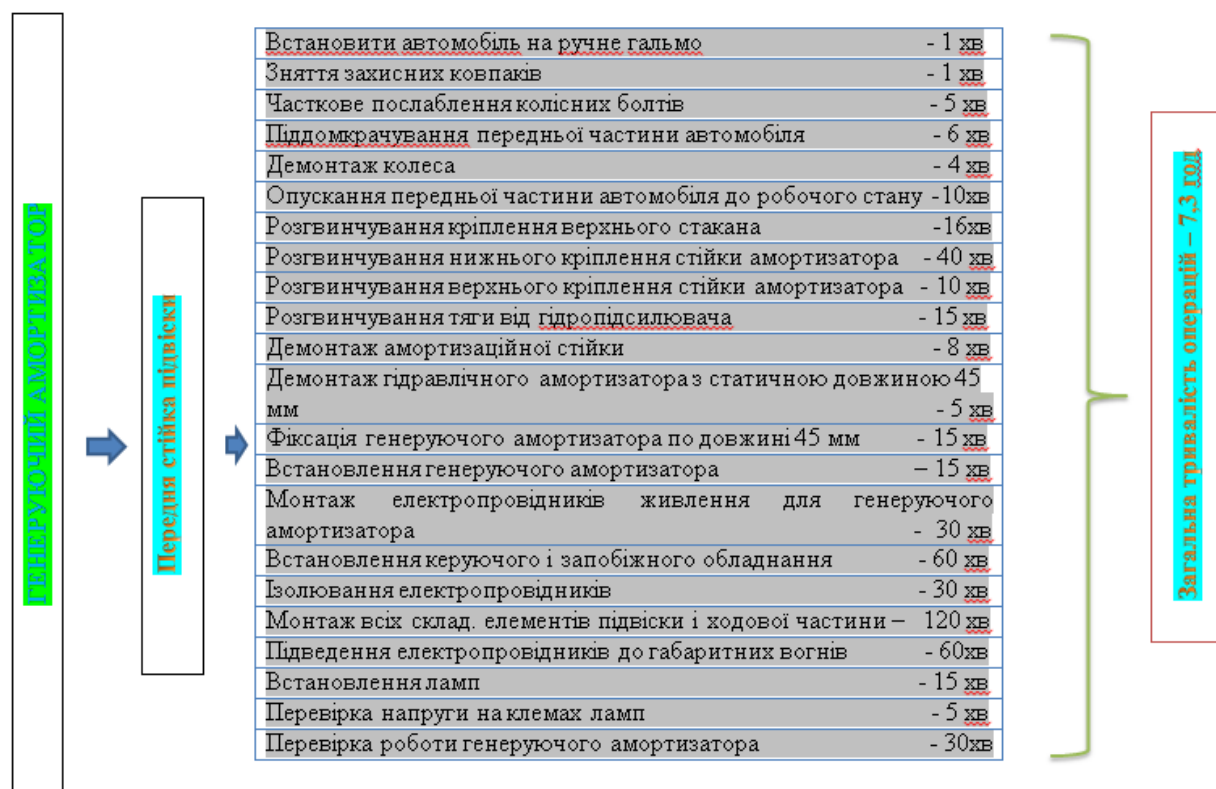 ГЕНЕРУЮЧИЙ АМОРТИЗАТОР
Передня стійка підвіски
Встановити автомобіль на ручне гальмо - 1 хв
Зняття захисних ковпаків - 1 хв
Часткове послаблення колісних болтів - 5 хв
Піддомкрачування передньої частини автомобіля - 6 хв
Демонтаж колеса - 4 хв
Опускання передньої частини автомобіля до робочого стану -10хв
Розгвинчування кріплення верхнього стакана -16хв
Розгвинчування нижнього кріплення стійки амортизатора - 40 хв
Розгвинчування верхнього кріплення стійки амортизатора - 10 хв
Розгвинчування тяги від гідропідсилювача - 15 хв
Демонтаж амортизаційної стійки - 8 хв
Демонтаж гідравлічного амортизатора з статичною довжиною 45
мм - 5 хв
Фіксація генеруючого амортизатора по довжині 45 мм - 15 хв
Встановлення генеруючого амортизатора – 15 хв
Монтаж електропровідників живлення для генеруючого
амортизатора - 30 хв
Встановлення керуючого і запобіжного обладнання - 60 хв
Ізолювання електропровідників - 30 хв
Монтаж всіх склад. елементів підвіски і ходової частини – 120 хв
Підведення електропровідників до габаритних вогнів - 60хв
Встановлення ламп - 15 хв
Перевірка напруги на клемах ламп - 5 хв
Перевірка роботи генеруючого амортизатора - 30хв
Загальна тривалість операцій – 7,3 год